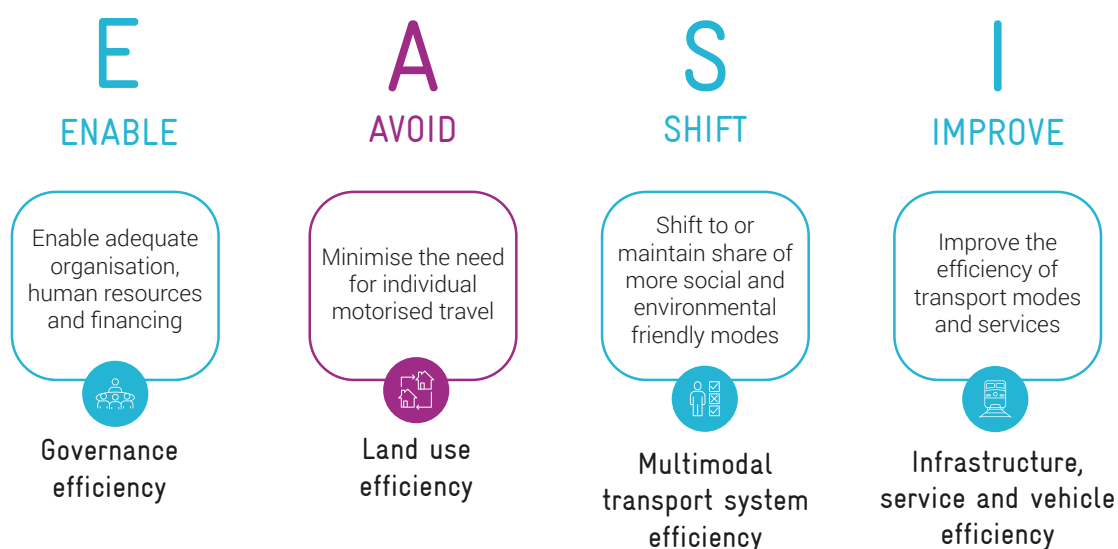 E
ENABLE
Enable adequate
organisation,
human resources
and financing
Governance
efficiency
A
AVOID
Minimise the need
for individual
motorised travel
Land use
efficiency
S
SHIFT
Shift to or
maintain share of
more social and
environmental
friendly modes
Multimodal
transport system
efficiency
I
IMPROVE
Improve the
efficiency of
transport modes
and services
Infrastructure,
service and vehicle
efficiency